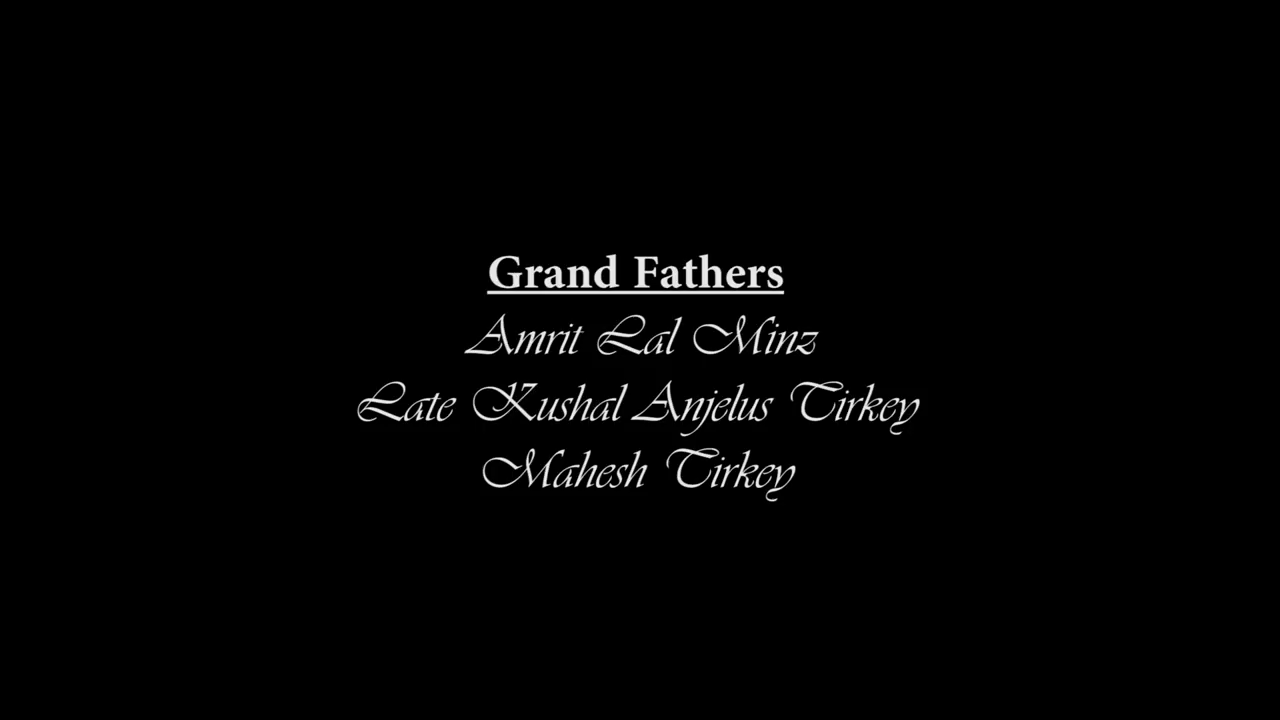 Grand Fathers
Amrit Lal Minz
Late Kushal Anjelus Tirkey
Mahesh Tirkey